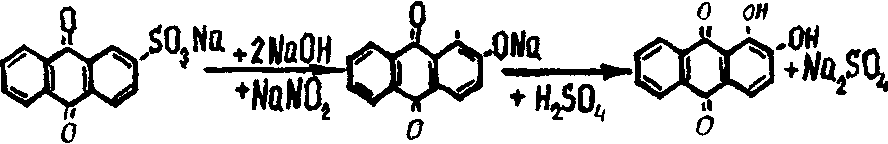 O
SO₃Na
O
+2NaOH
+NaNO₂
O
ONa
O
+ H₂SO₄
O
OH
OH
O
+Na₂SO₄